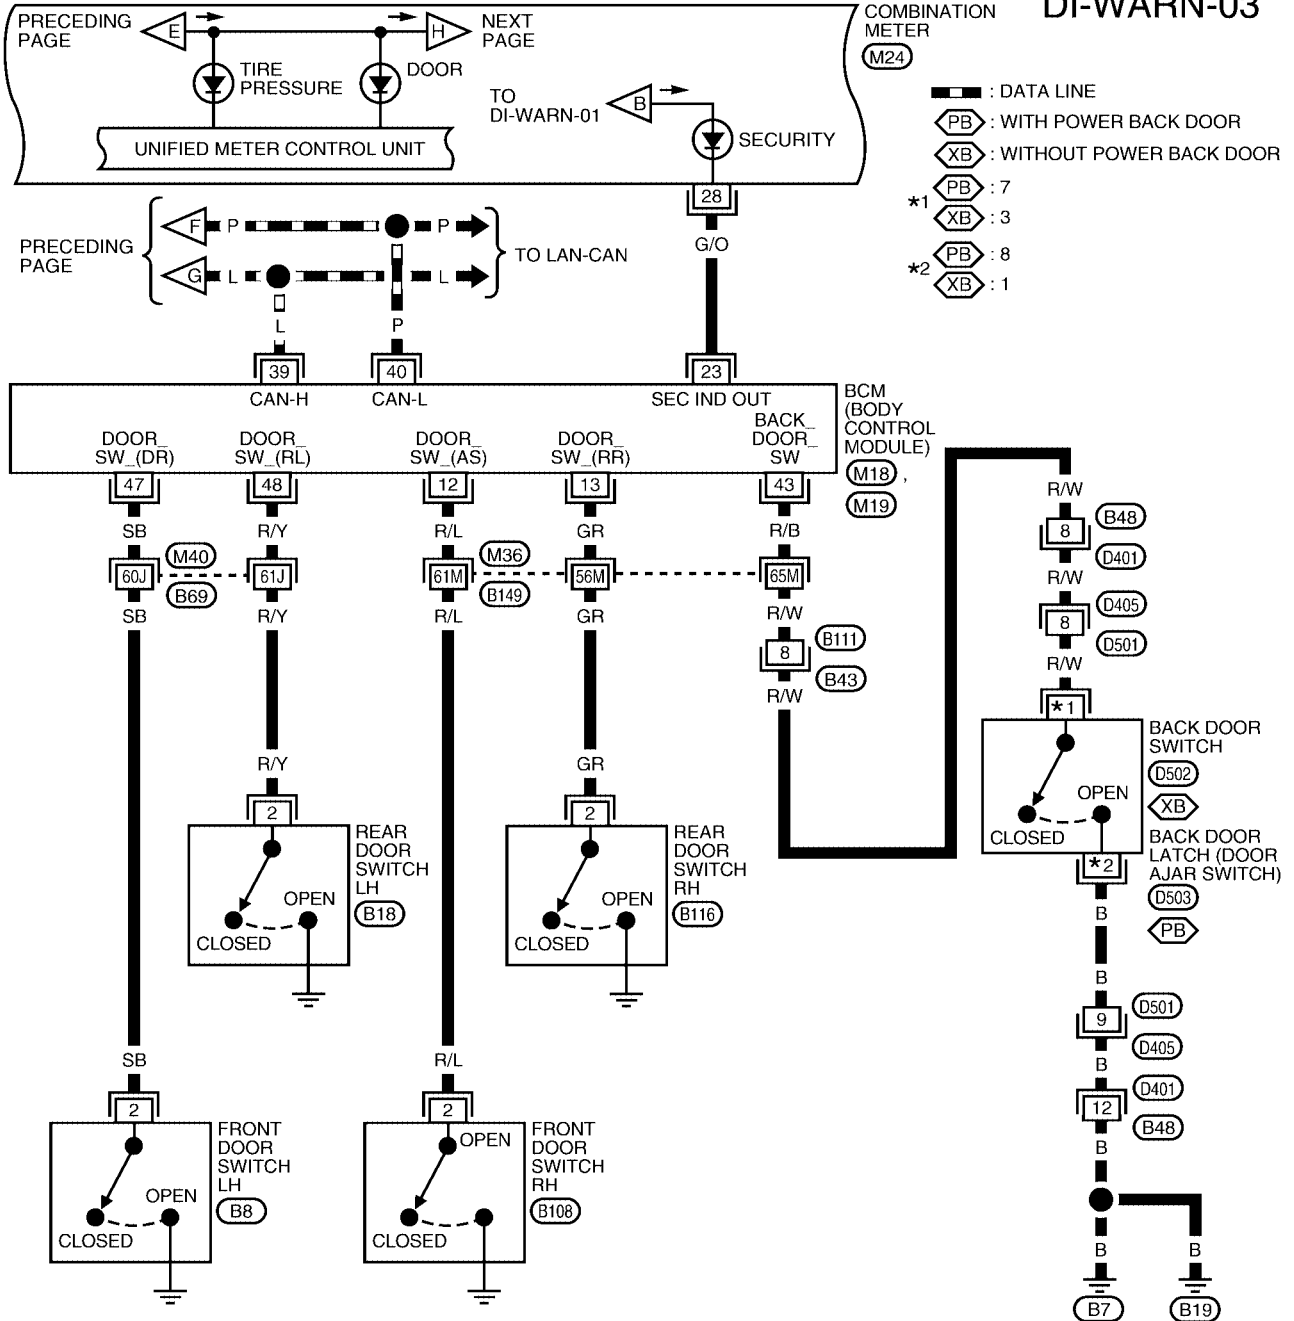 DI-WARN-03
PRECEDING
PAGE
E
H
NEXT
PAGE
COMBINATION
METER
M24
TIRE
PRESSURE
DOOR
TO
DI-WARN-01
B
SECURITY
UNIFIED METER CONTROL UNIT
: DATA LINE
PB : WITH POWER BACK DOOR
XB : WITHOUT POWER BACK DOOR
*1
PB : 7
XB : 3
*2
PB : 8
XB : 1
28
G/O
PRECEDING
PAGE
F P P
G L L
TO LAN-CAN
L
P
39
40
23
CAN-H
CAN-L
SEC IND OUT
BCM
(BODY
CONTROL
MODULE)
M18 ,
M19
DOOR_
SW_(DR)
DOOR_
SW_(RL)
DOOR_
SW_(AS)
DOOR_
SW_(RR)
BACK_
DOOR_
SW
47
48
12
13
43
SB
R/Y
R/L
GR
R/B
60J
M40
B69
61J
61M
M36
B149
56M
65M
SB
R/Y
R/L
GR
R/W
8
B111
B43
R/W
R/W
8
B48
D401
R/W
8
D405
D501
R/W
*1
BACK DOOR
SWITCH
D502
XB
OPEN
CLOSED
BACK DOOR
LATCH (DOOR
AJAR SWITCH)
D503
PB
*2
B
B
9
D501
D405
B
12
D401
B48
B
B
B
B7
B19
R/Y
2
REAR
DOOR
SWITCH
LH
B18
OPEN
CLOSED
GR
2
REAR
DOOR
SWITCH
RH
B116
OPEN
CLOSED
SB
2
FRONT
DOOR
SWITCH
LH
B8
OPEN
CLOSED
R/L
2
OPEN
FRONT
DOOR
SWITCH
RH
B108
CLOSED